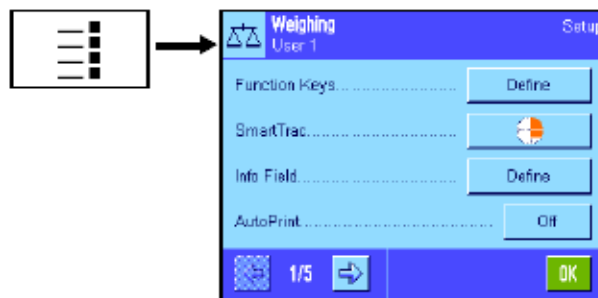 Weighing
User 1
Setup
Function Keys Define
SmartTrac
Info Field Define
AutoPrint Off
1/5 OK